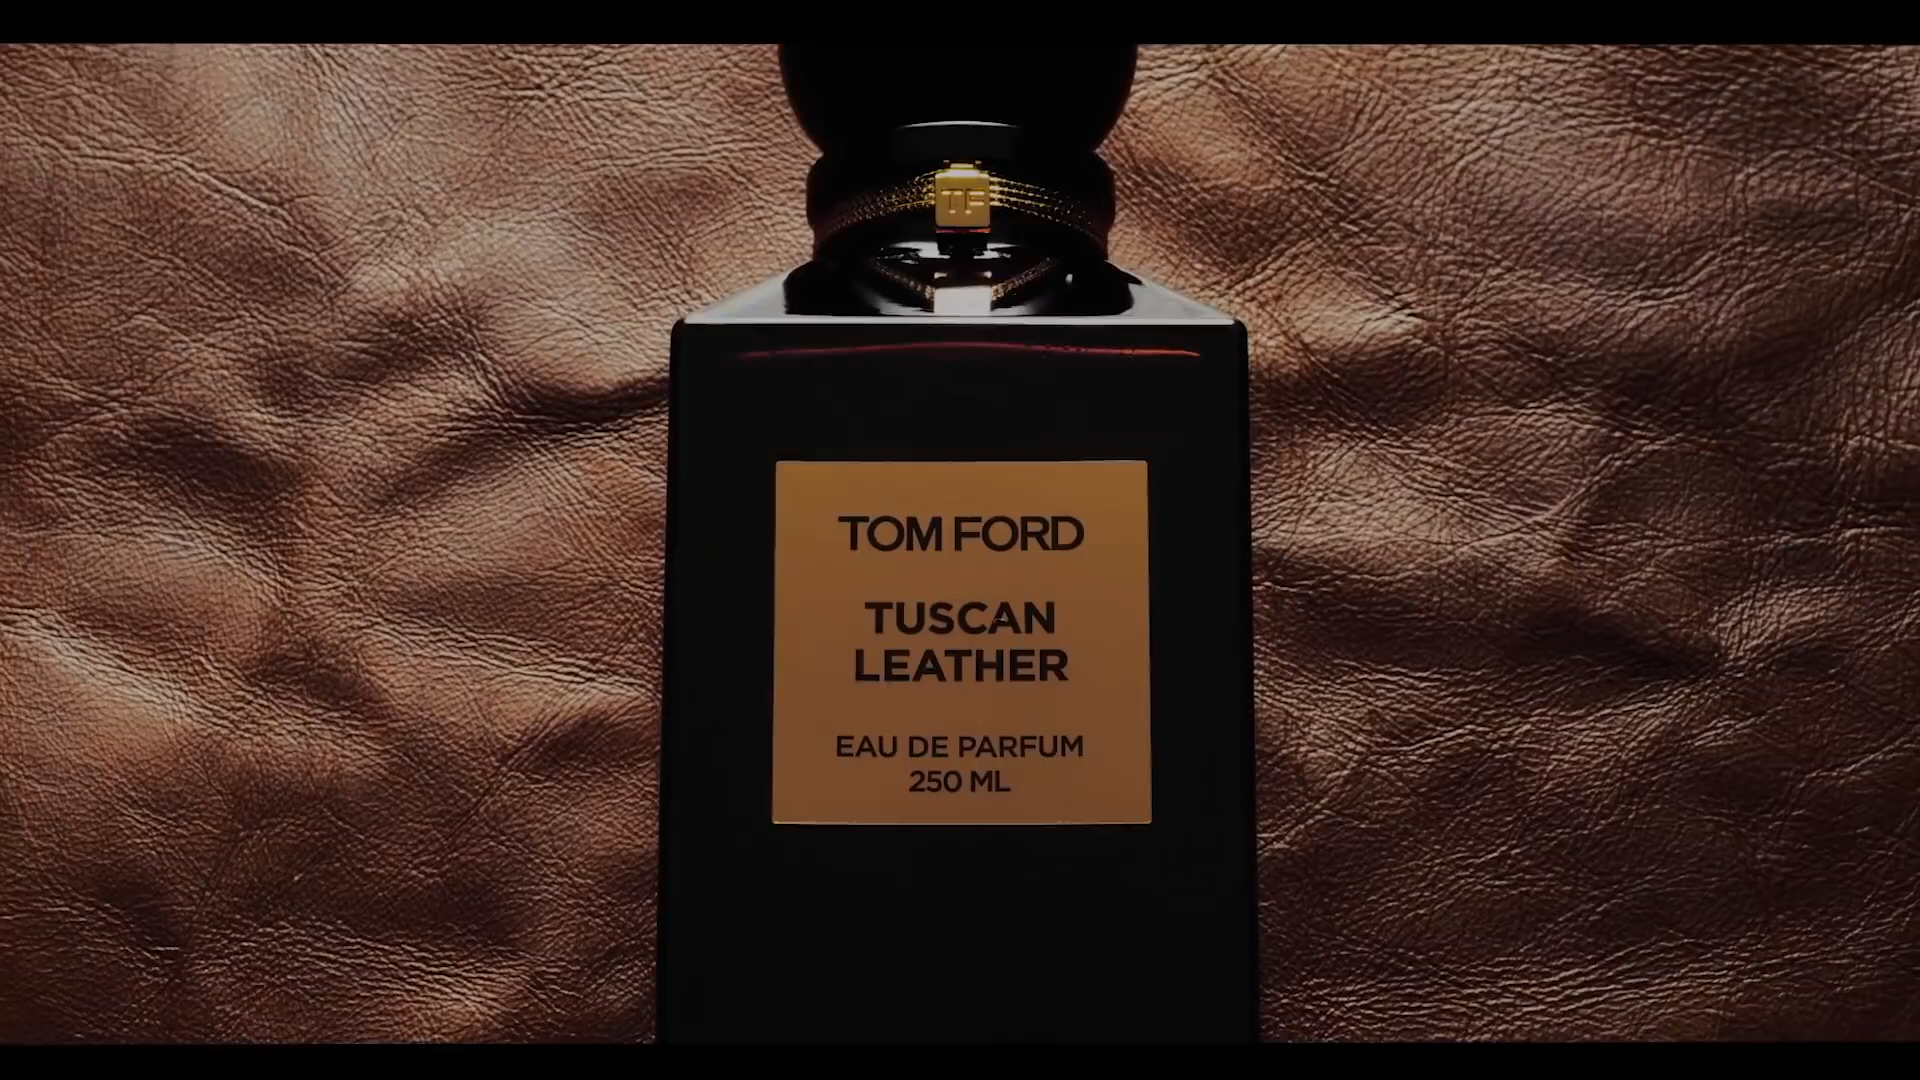 TF
TOM FORD
TUSCAN
LEATHER
EAU DE PARFUM
250 ML